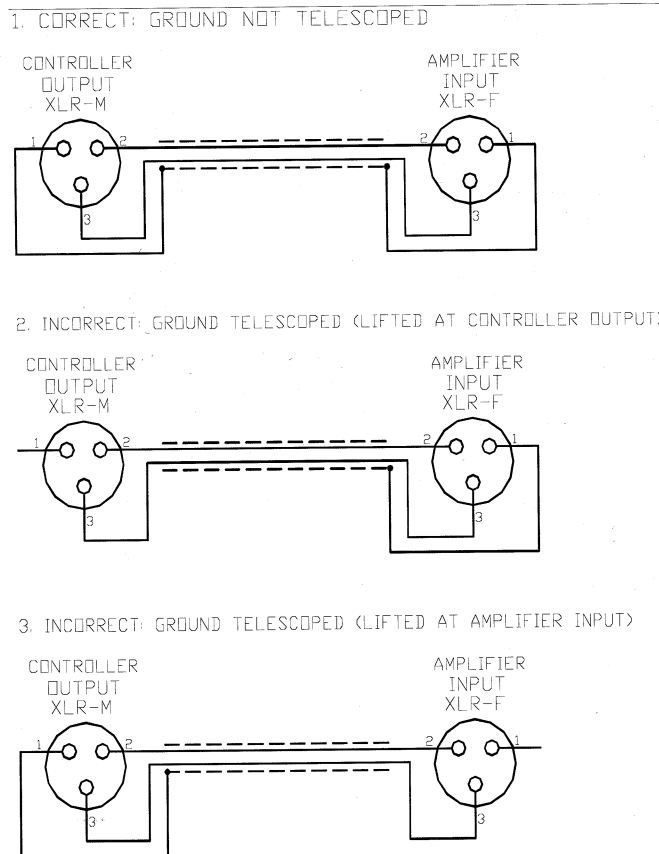 1. CORRECT: GROUND NOT TELESCOPED
CONTROLLER
OUTPUT
XLR-M
AMPLIFIER
INPUT
XLR-F
1
2
3
2
1
3
2. INCORRECT: GROUND TELESCOPED (LIFTED AT CONTROLLER OUTPUT)
CONTROLLER
OUTPUT
XLR-M
AMPLIFIER
INPUT
XLR-F
1
2
3
2
1
3
3. INCORRECT: GROUND TELESCOPED (LIFTED AT AMPLIFIER INPUT)
CONTROLLER
OUTPUT
XLR-M
AMPLIFIER
INPUT
XLR-F
1
2
3
2
1
3